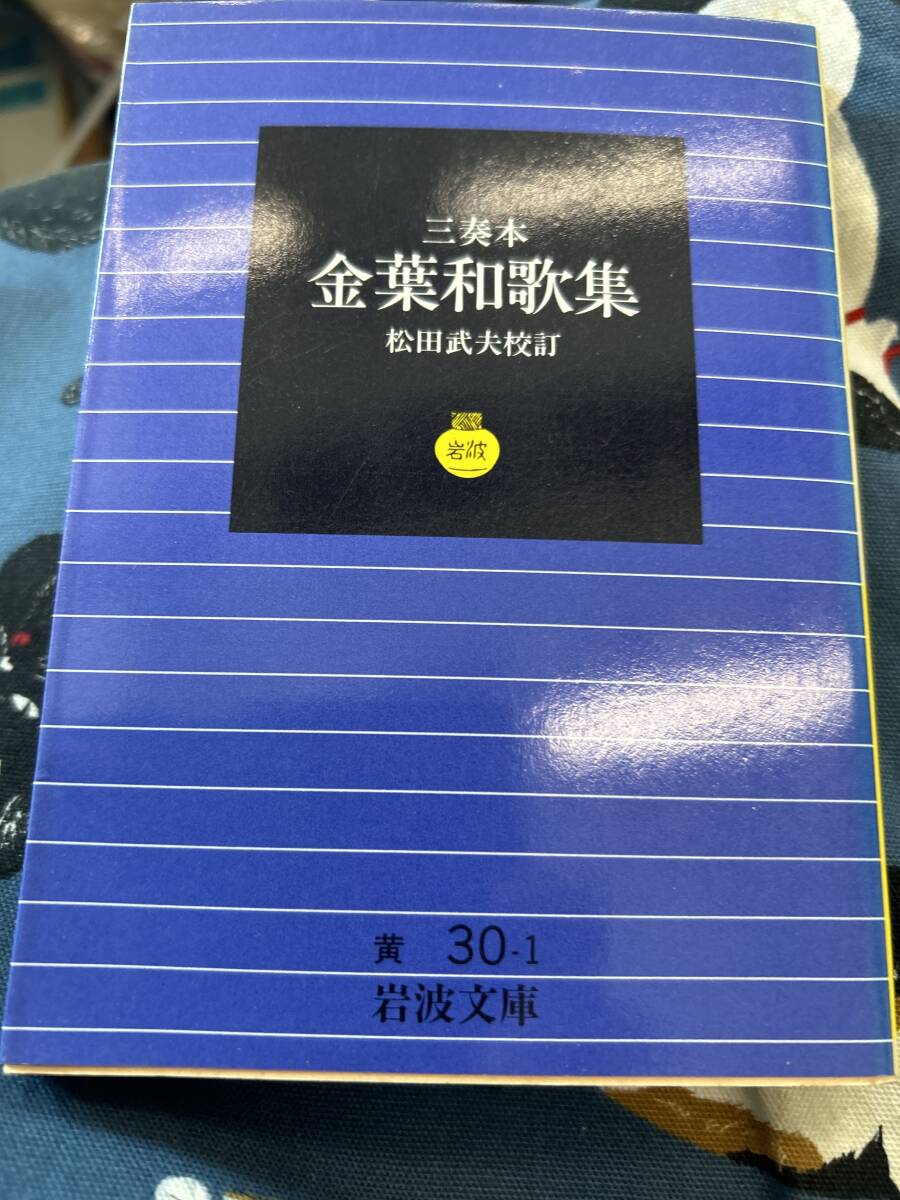 三奏本
金葉和歌集
松田武夫校訂
岩波
黄 30-1
岩波文庫